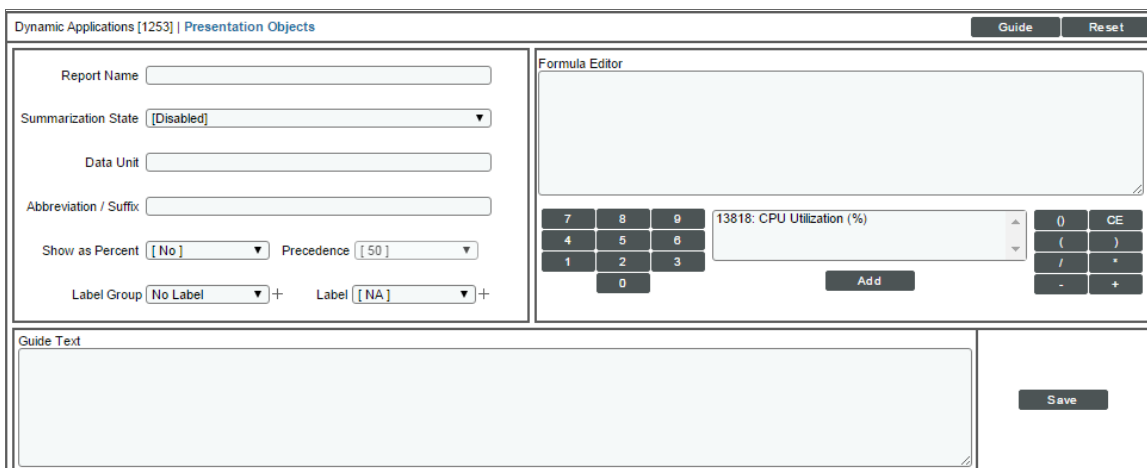 Dynamic Applications [1253] | Presentation Objects
Guide
Reset
Report Name
Summarization State [Disabled]
Data Unit
Abbreviation / Suffix
Show as Percent [ No ] Precedence [ 50 ]
Label Group No Label + Label [ NA ] +
Formula Editor
7 8 9
4 5 6
1 2 3
0
13818: CPU Utilization (%)
Add
() CE
( )
/ *
- +
Guide Text
Save